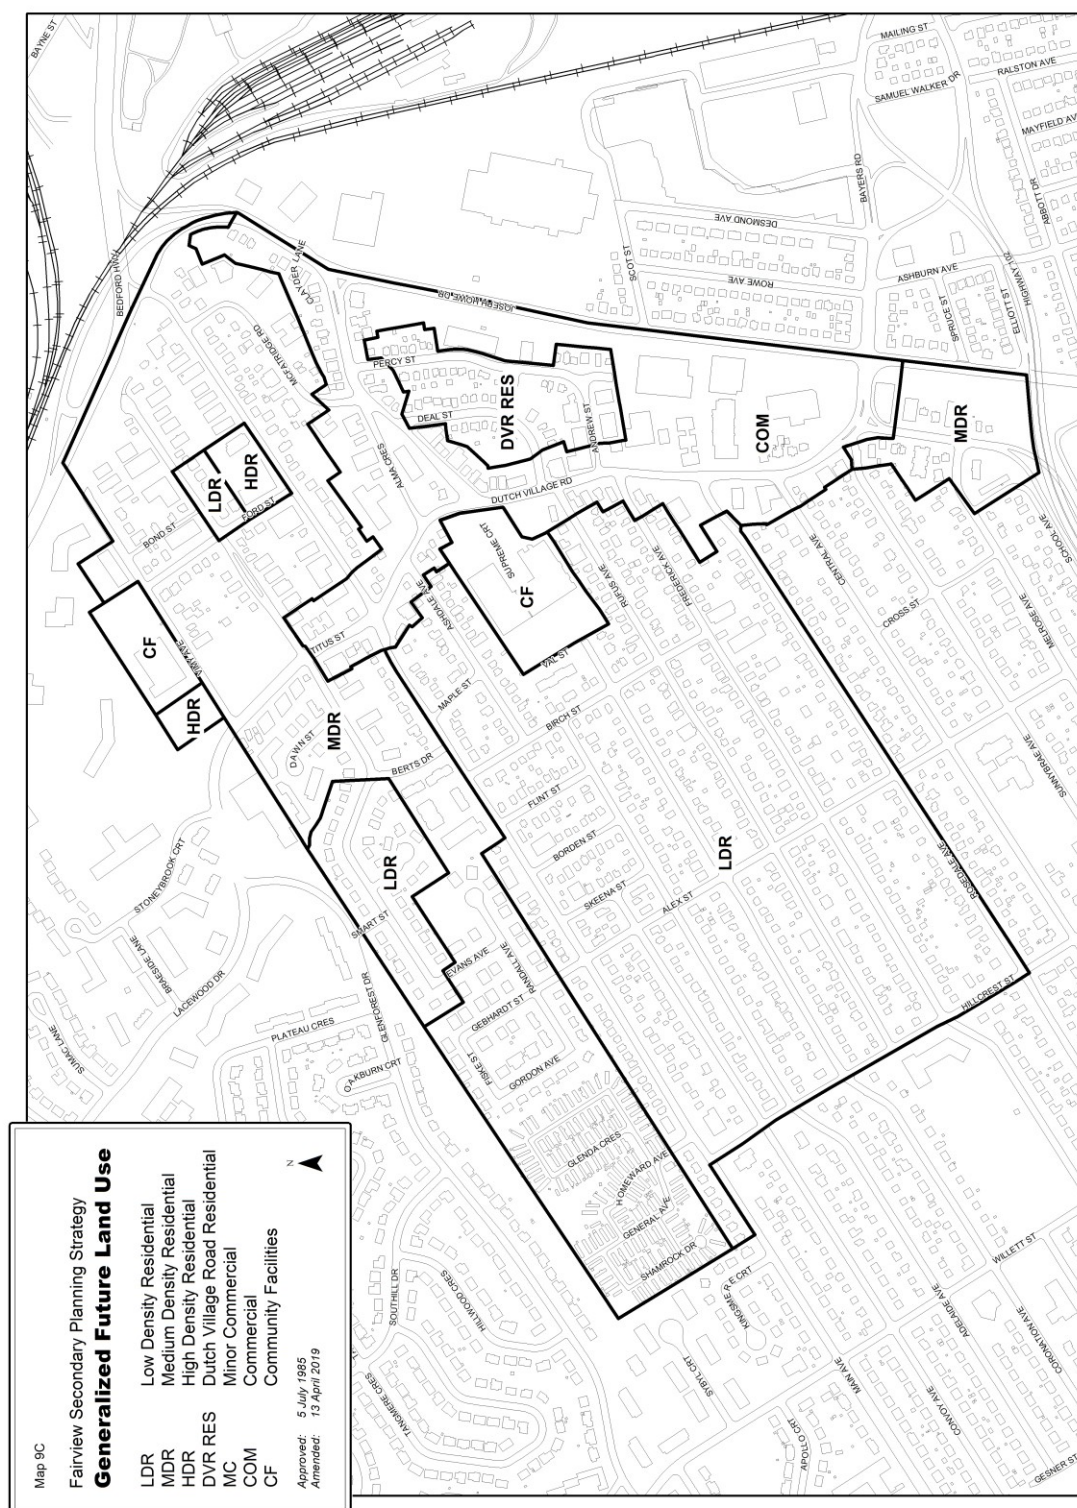 Map 9C
Fairview Secondary Planning Strategy
Generalized Future Land Use
LDR Low Density Residential
MDR Medium Density Residential
HDR High Density Residential
DVR RES Dutch Village Road Residential
MC Minor Commercial
COM Commercial
CF Community Facilities
Approved: 5 July 1985
Amended: 13 April 2019
N
BAYNE ST
BEDFORD HWY
MAILING ST
RALSTON AVE
SAMUEL WALKER DR
MAYFIELD AV
ABBOTT DR
BAYERS RD
DESMOND AVE
SCOT ST
ROWE AVE
ASHBURN AVE
HIGHWAY 102
SPRUCE ST
ELLIOTT ST
JOSEPH HOWE DR
CLAYDER LANE
MCFATRIDGE RD
PERCY ST
DEAL ST
DVR RES
ANDREW ST
COM
MDR
LDR
HDR
FORD ST
BOND ST
ALMA CRES
DUTCH VILLAGE RD
SUPREME CRT
CF
ASHDALE AVE
TITUS ST
CF
VIMY AVE
HDR
RUFUS AVE
FREDERICK AVE
CENTRAL AVE
CROSS ST
SCHOOL AVE
MELROSE AVE
VAL ST
MAPLE ST
BIRCH ST
DAWN ST
MDR
BERTS DR
FLINT ST
BORDEN ST
SKEENA ST
LDR
ALEX ST
SUNNYBRAE AVE
ROSEDALE AVE
HILLCREST ST
LDR
SMART ST
EVANS AVE
RANDALL AVE
GEBHARDT ST
FISKE ST
GORDON AVE
GLENDA CRES
HOMEWARD AVE
GENERAL AVE
SHAMROCK DR
STONEYBROOK CRT
BRAESIDE LANE
LACEWOOD DR
SUMAC LANE
PLATEAU CRES
GLENFOREST DR
OAKBURN CRT
SOUTHILL DR
HILLWOOD CRES
TANGMERE CRES
KINGSMERE CRT
SYBYL CRT
APOLLO CRT
MAIN AVE
CONVOY AVE
ADELAIDE AVE
WILLETT ST
CORONATION AVE
GESNER ST